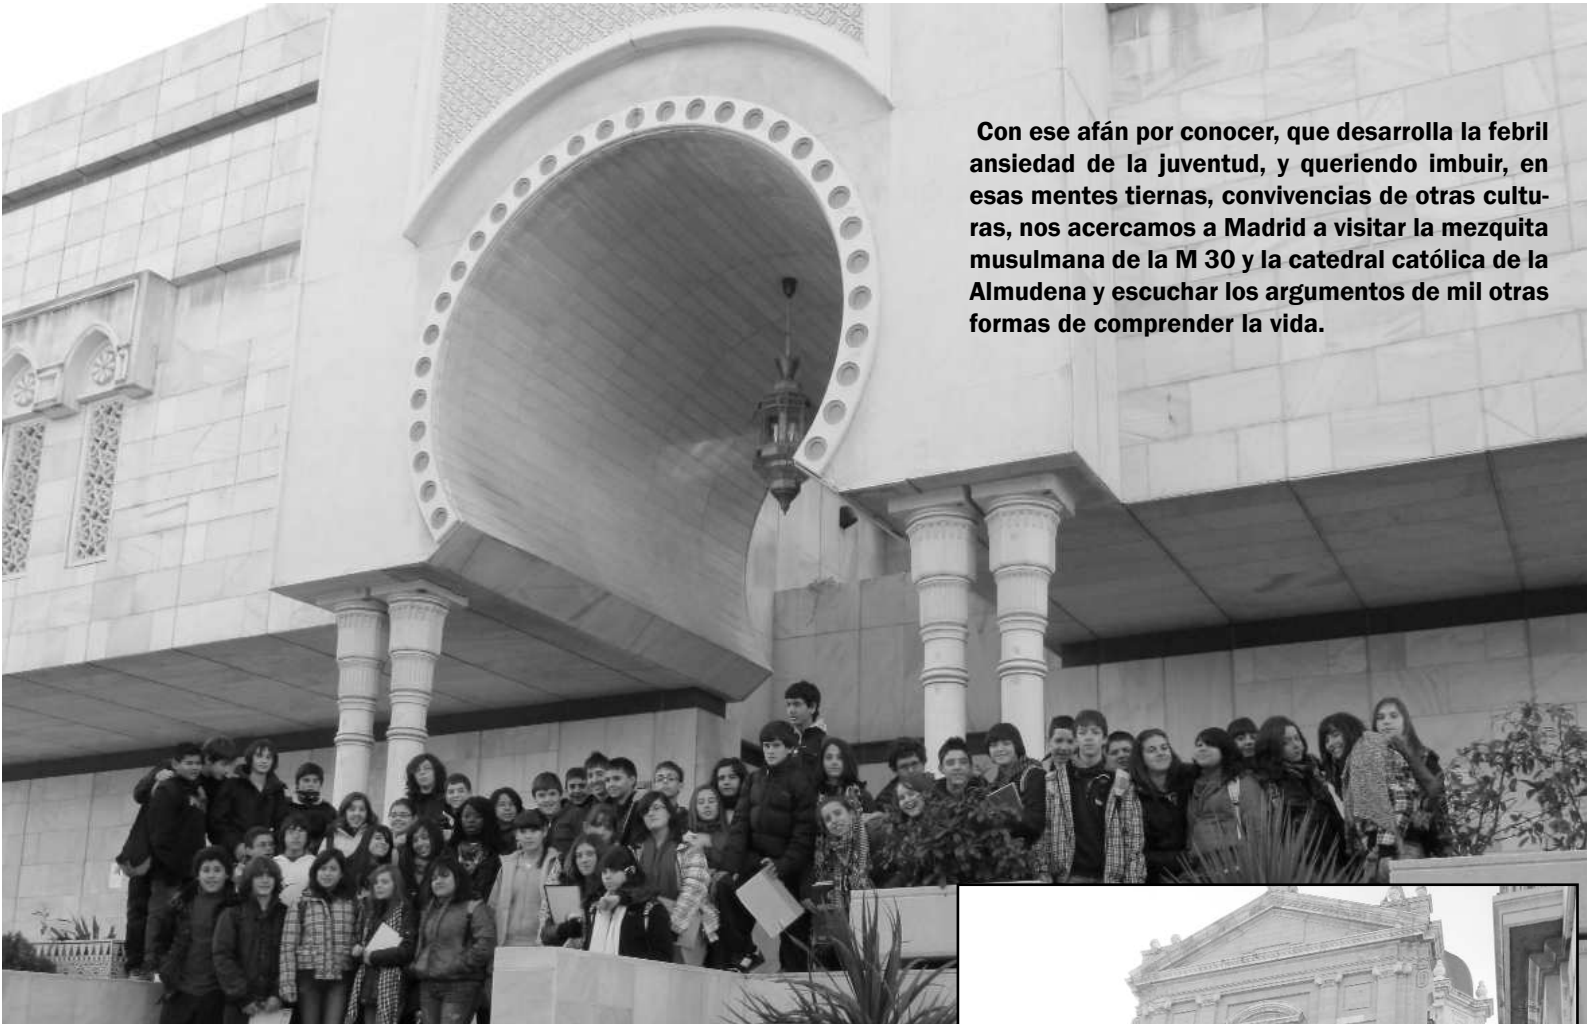 Con ese afán por conocer, que desarrolla la febril
ansiedad de la juventud, y queriendo imbuir, en
esas mentes tiernas, convivencias de otras cultu-
ras, nos acercamos a Madrid a visitar la mezquita
musulmana de la M 30 y la catedral católica de la
Almudena y escuchar los argumentos de mil otras
formas de comprender la vida.